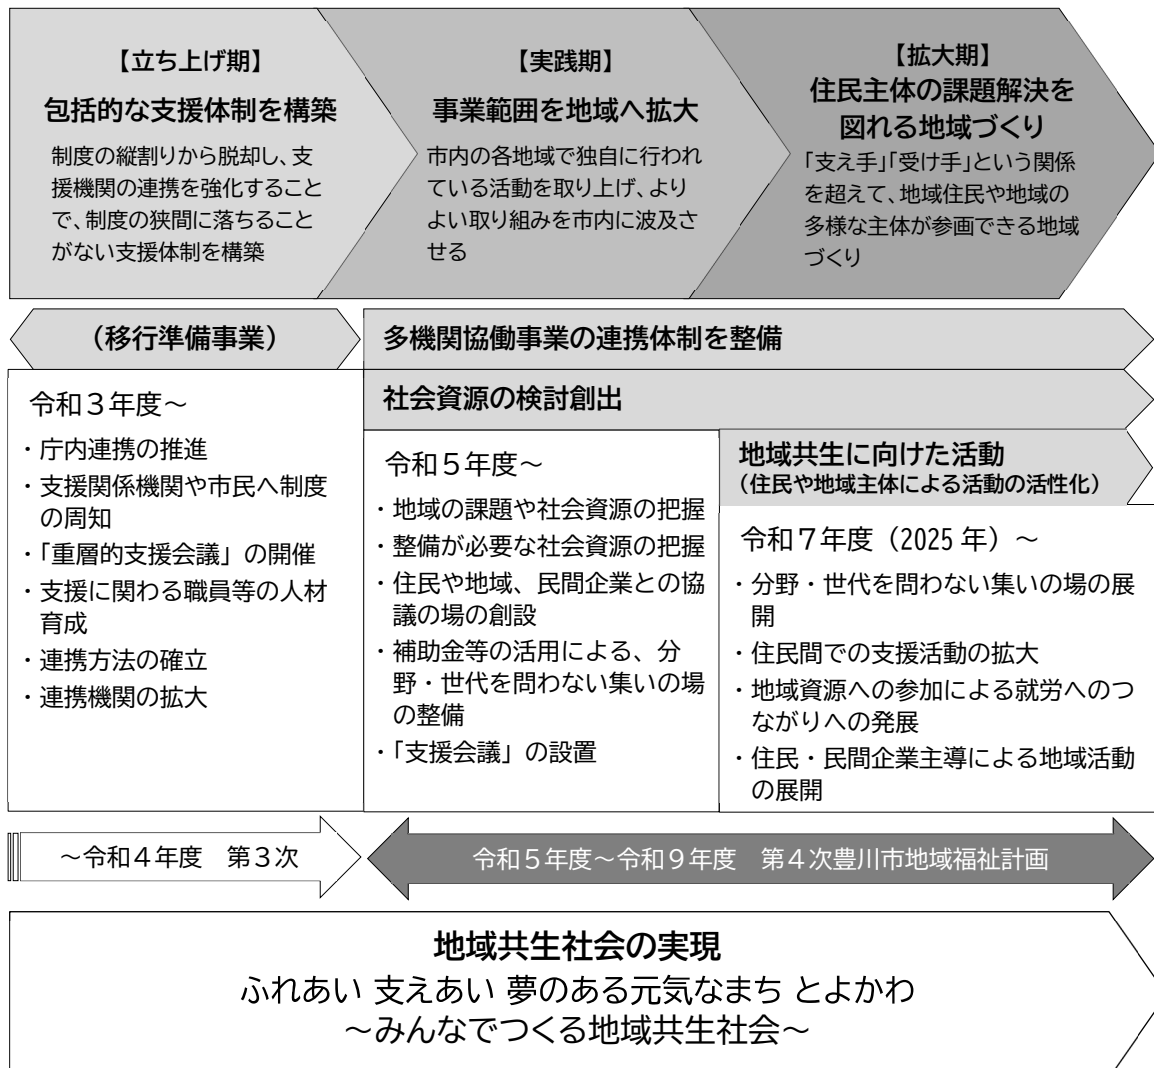 【立ち上げ期】
包括的な支援体制を構築
制度の縦割りから脱却し、支
援機関の連携を強化すること
で、制度の狭間に落ちること
がない支援体制を構築
【実践期】
事業範囲を地域へ拡大
市内の各地域で独自に行われ
ている活動を取り上げ、より
よい取り組みを市内に波及さ
せる
【拡大期】
住民主体の課題解決を
図れる地域づくり
「支え手」「受け手」という関係
を超えて、地域住民や地域の
多様な主体が参画できる地域
づくり
（移行準備事業）
多機関協働事業の連携体制を整備
社会資源の検討創出
令和３年度～
・庁内連携の推進
・支援関係機関や市民へ制度
の周知
・「重層的支援会議」の開催
・支援に関わる職員等の人材
育成
・連携方法の確立
・連携機関の拡大
令和５年度～
・地域の課題や社会資源の把握
・整備が必要な社会資源の把握
・住民や地域、民間企業との協
議の場の創設
・補助金等の活用による、分
野・世代を問わない集いの場
の整備
・「支援会議」の設置
地域共生に向けた活動
（住民や地域主体による活動の活性化）
令和７年度（2025 年）～
・分野・世代を問わない集いの場の展
開
・住民間での支援活動の拡大
・地域資源への参加による就労へのつ
ながりへの発展
・住民・民間企業主導による地域活動
の展開
～令和４年度　第３次
令和５年度～令和９年度　第４次豊川市地域福祉計画
地域共生社会の実現
ふれあい 支えあい 夢のある元気なまち とよかわ
～みんなでつくる地域共生社会～